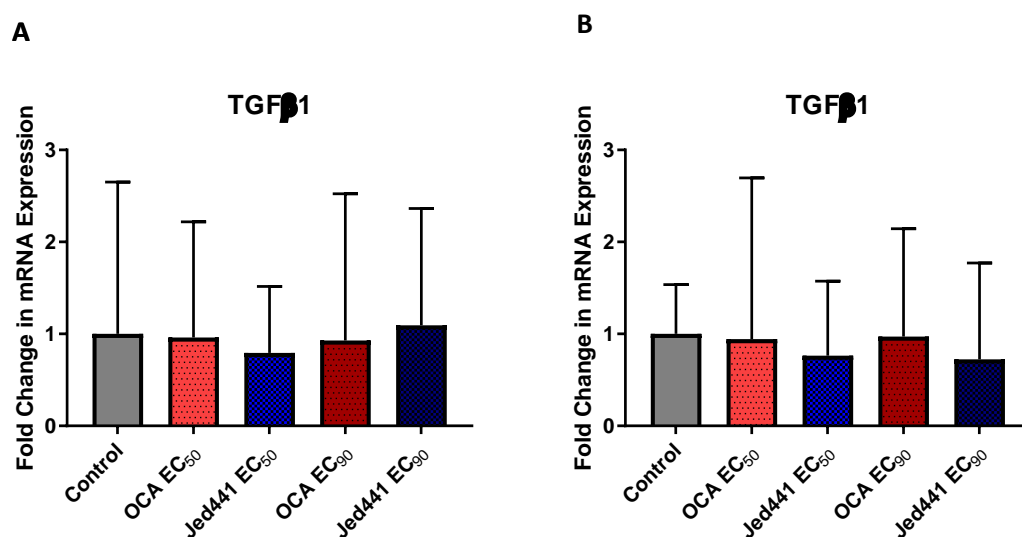 A
B
TGFβ1
TGFβ1
Fold Change in mRNA Expression
3
2
1
0
Control
OCA EC₅₀
Jed441 EC₅₀
OCA EC₉₀
Jed441 EC₉₀
Fold Change in mRNA Expression
3
2
1
0
Control
OCA EC₅₀
Jed441 EC₅₀
OCA EC₉₀
Jed441 EC₉₀